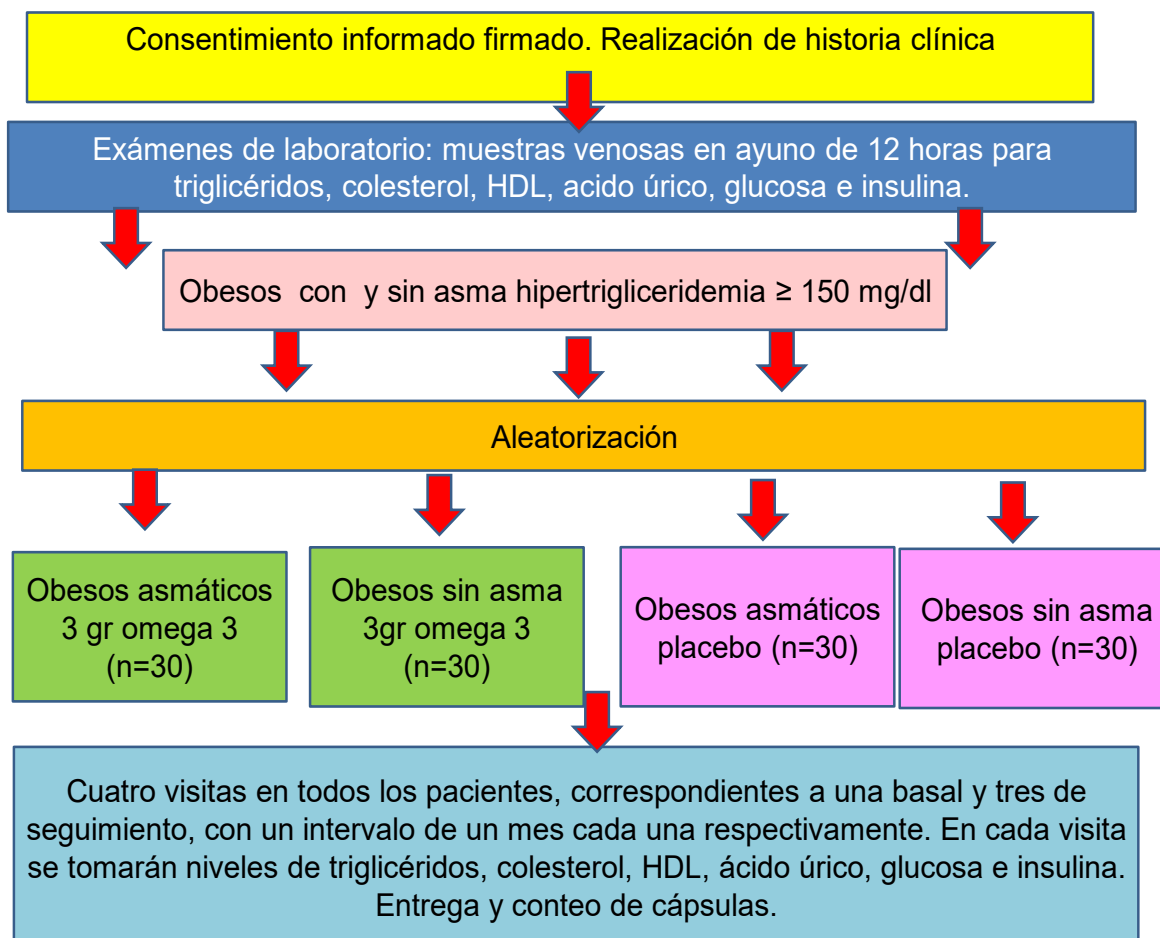 Consentimiento informado firmado. Realización de historia clínica
Exámenes de laboratorio: muestras venosas en ayuno de 12 horas para
triglicéridos, colesterol, HDL, acido úrico, glucosa e insulina.
Obesos con y sin asma hipertrigliceridemia ≥ 150 mg/dl
Aleatorización
Obesos asmáticos
3 gr omega 3
(n=30)
Obesos sin asma
3gr omega 3
(n=30)
Obesos asmáticos
placebo (n=30)
Obesos sin asma
placebo (n=30)
Cuatro visitas en todos los pacientes, correspondientes a una basal y tres de
seguimiento, con un intervalo de un mes cada una respectivamente. En cada visita
se tomarán niveles de triglicéridos, colesterol, HDL, ácido úrico, glucosa e insulina.
Entrega y conteo de cápsulas.